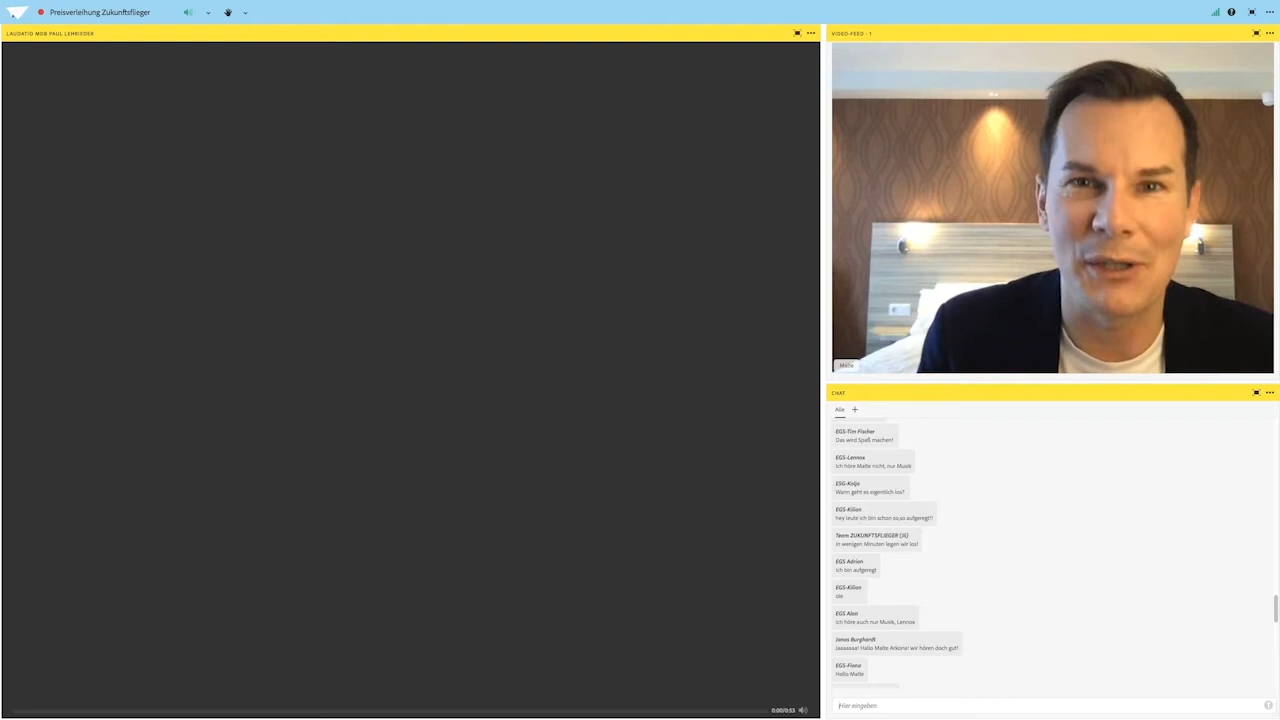 Preisverleihung Zukunftsflieger
LAUDATIO MDB PAUL LEHRIEDER
0:00/0:53
VIDEO-FEED - 1
Malte
CHAT
Alle
EGS-Tim Fischer
Das wird Spaß machen!
EGS-Lennox
Ich höre Malte nicht, nur Musik
ESG-Kolja
Wann geht es eigentlich los?
EGS-Kilian
hey leute ich bin schon so,so aufgeregt!!
Team ZUKUNFTSFLIEGER (Jil)
In wenigen Minuten legen wir los!
EGS Adrian
Ich bin aufgeregt
EGS-Kilian
ole
EGS Alan
ich höre auch nur Musik, Lennox
Janus Burghardt
Jaaaaaaa! Hallo Malte Arkona! wir hören doch gut!
EGS-Fiona
Hallo Malte
Hier eingeben